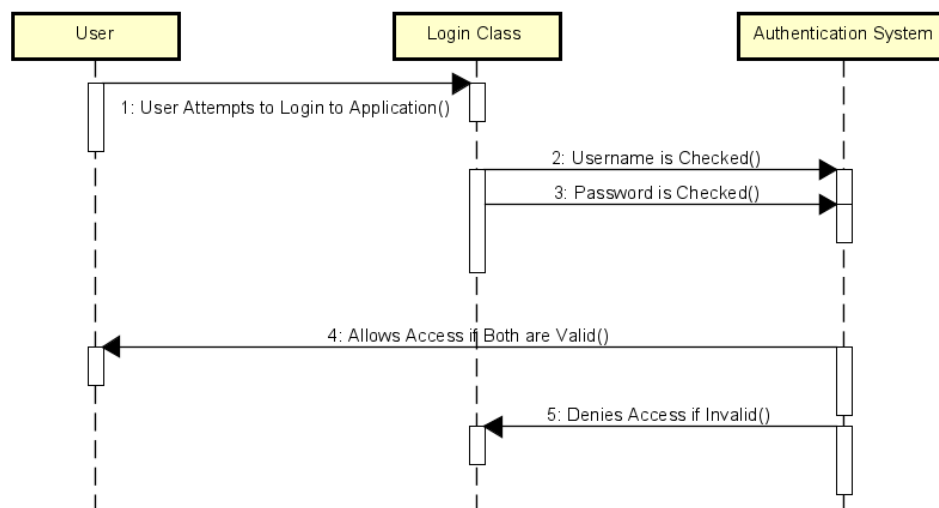 User
Login Class
Authentication System
1: User Attempts to Login to Application()
2: Username is Checked()
3: Password is Checked()
4: Allows Access if Both are Valid()
5: Denies Access if Invalid()